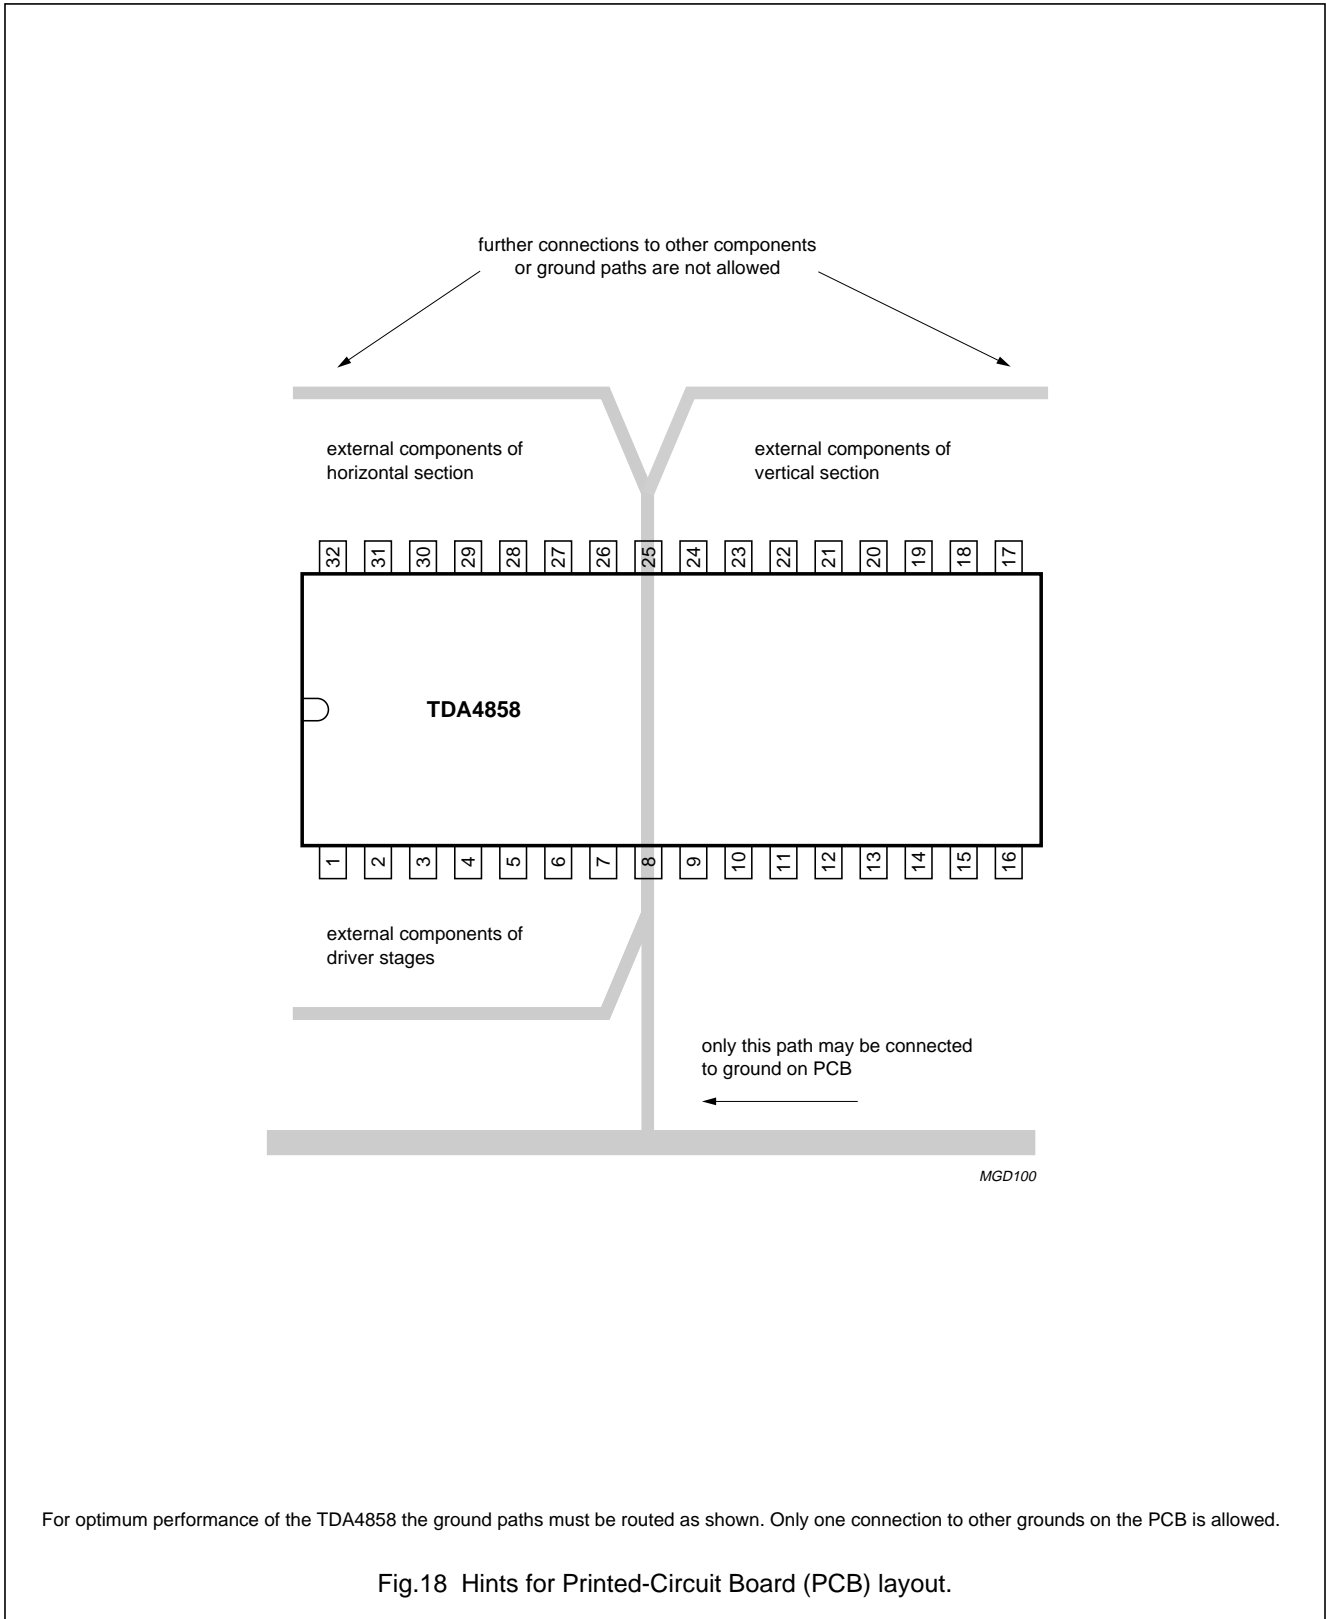 further connections to other components
or ground paths are not allowed
external components of
horizontal section
external components of
vertical section
32 31 30 29 28 27 26 25 24 23 22 21 20 19 18 17
TDA4858
1 2 3 4 5 6 7 8 9 10 11 12 13 14 15 16
external components of
driver stages
only this path may be connected
to ground on PCB
MGD100
For optimum performance of the TDA4858 the ground paths must be routed as shown. Only one connection to other grounds on the PCB is allowed.
Fig.18 Hints for Printed-Circuit Board (PCB) layout.